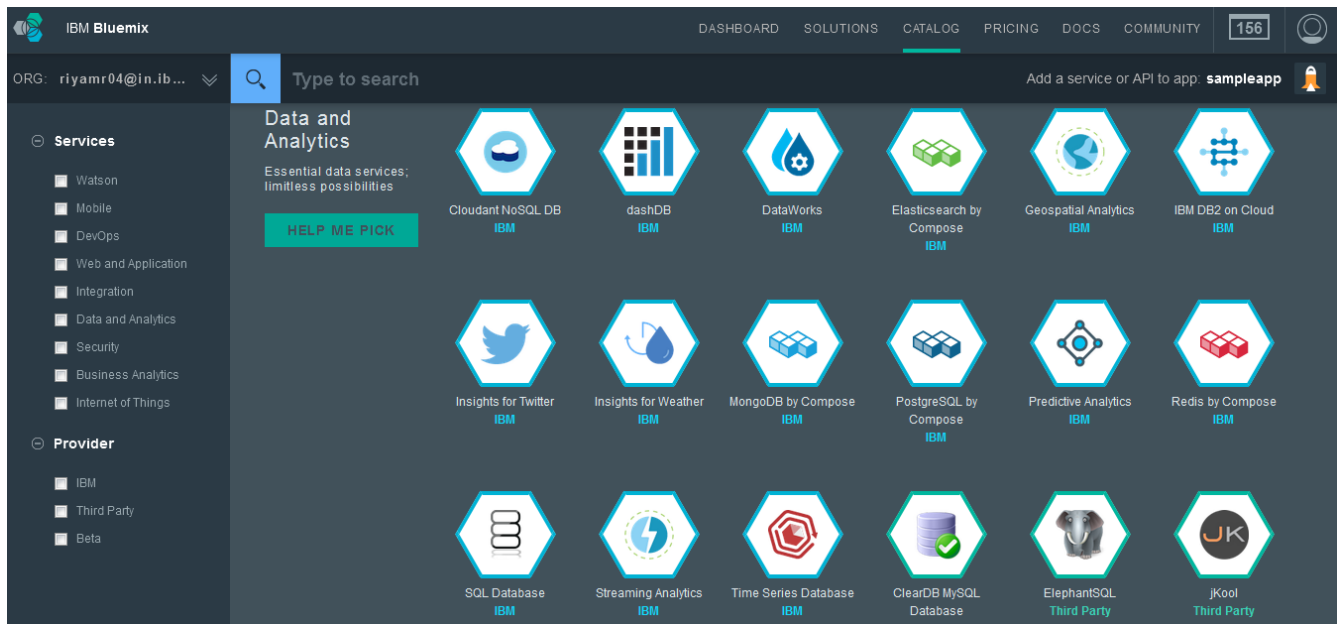 IBM Bluemix
DASHBOARD SOLUTIONS CATALOG PRICING DOCS COMMUNITY 156
ORG: riyamr04@in.ib...
Type to search
Add a service or API to app: sampleapp
Services
Watson
Mobile
DevOps
Web and Application
Integration
Data and Analytics
Security
Business Analytics
Internet of Things
Provider
IBM
Third Party
Beta
Data and
Analytics
Essential data services;
limitless possibilities
HELP ME PICK
Cloudant NoSQL DB
IBM
dashDB
IBM
DataWorks
IBM
Elasticsearch by
Compose
IBM
Geospatial Analytics
IBM
IBM DB2 on Cloud
IBM
Insights for Twitter
IBM
Insights for Weather
IBM
MongoDB by Compose
IBM
PostgreSQL by
Compose
IBM
Predictive Analytics
IBM
Redis by Compose
IBM
SQL Database
IBM
Streaming Analytics
IBM
Time Series Database
IBM
ClearDB MySQL
Database
ElephantSQL
Third Party
JK
jKool
Third Party